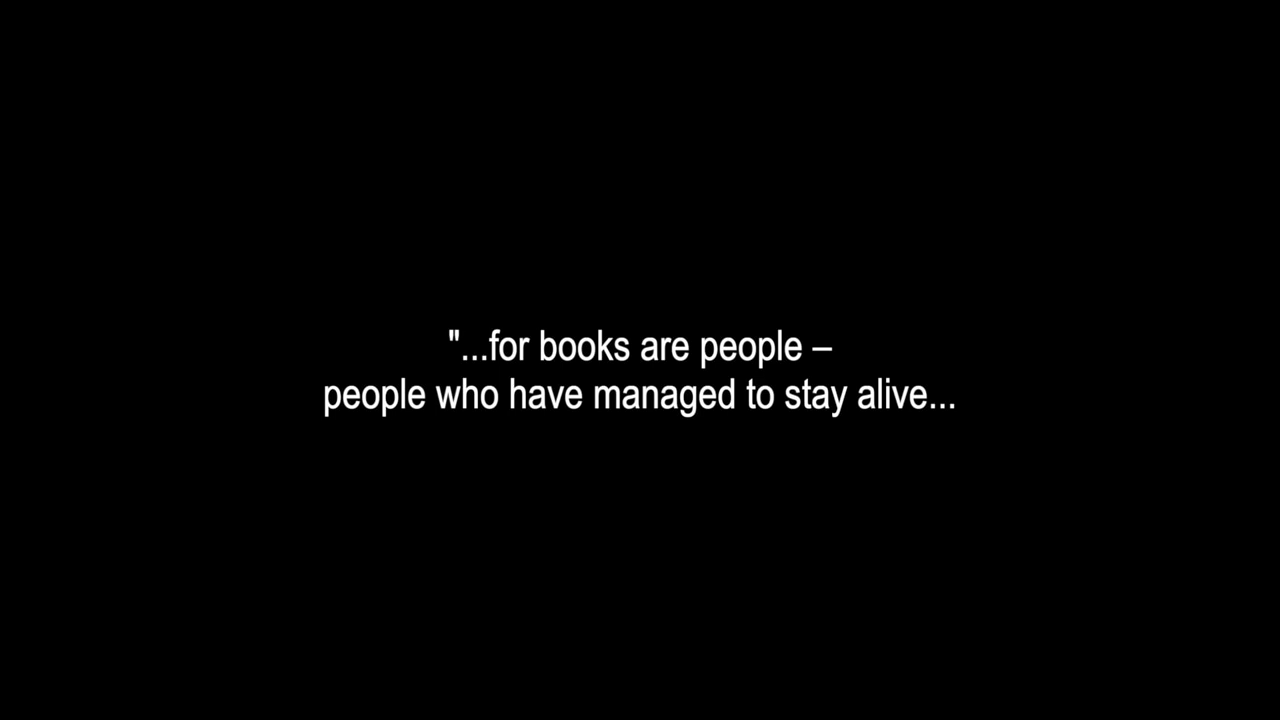 "...for books are people –
people who have managed to stay alive...